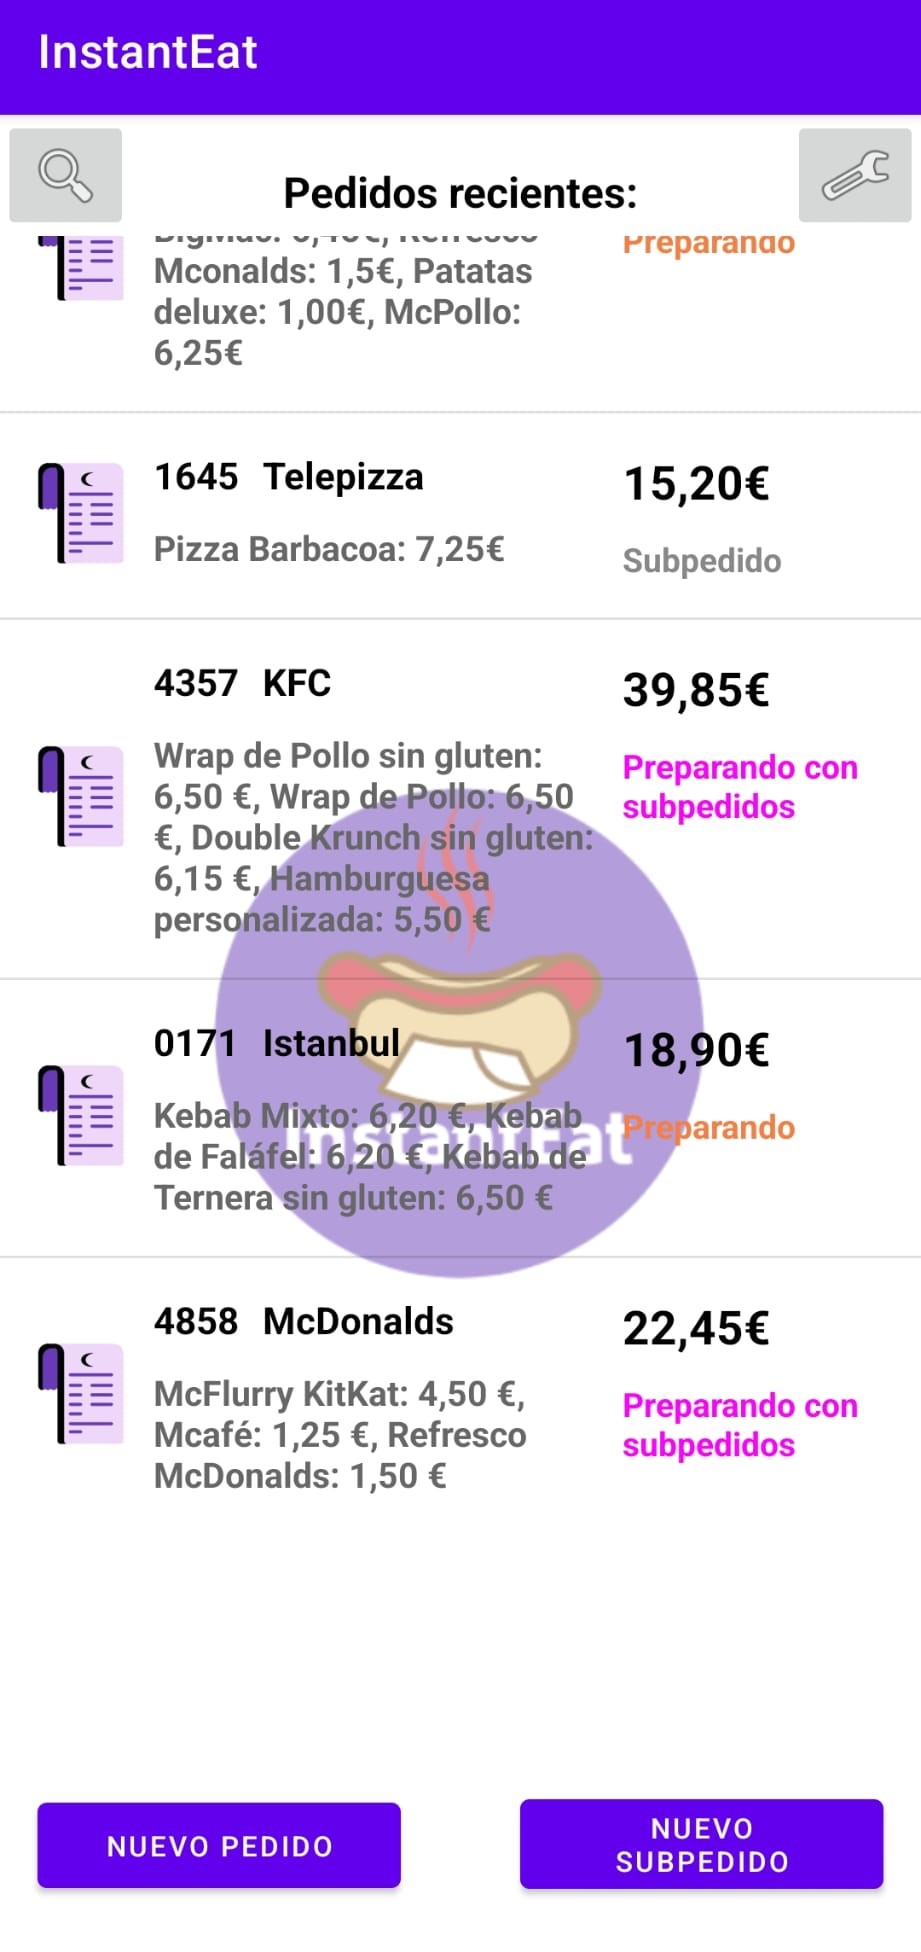 InstantEat
Pedidos recientes:
Preparando
Mconalds: 1,5€, Patatas
deluxe: 1,00€, McPollo:
6,25€
1645 Telepizza
15,20€
Pizza Barbacoa: 7,25€
Subpedido
4357 KFC
39,85€
Wrap de Pollo sin gluten:
6,50 €, Wrap de Pollo: 6,50
€, Double Krunch sin gluten:
6,15 €, Hamburguesa
personalizada: 5,50 €
Preparando con
subpedidos
0171 Istanbul
18,90€
Kebab Mixto: 6,20 €, Kebab
de Faláfel: 6,20 €, Kebab de
Ternera sin gluten: 6,50 €
Preparando
InstantEat
4858 McDonalds
22,45€
McFlurry KitKat: 4,50 €,
Mcafé: 1,25 €, Refresco
McDonalds: 1,50 €
Preparando con
subpedidos
NUEVO PEDIDO
NUEVO
SUBPEDIDO